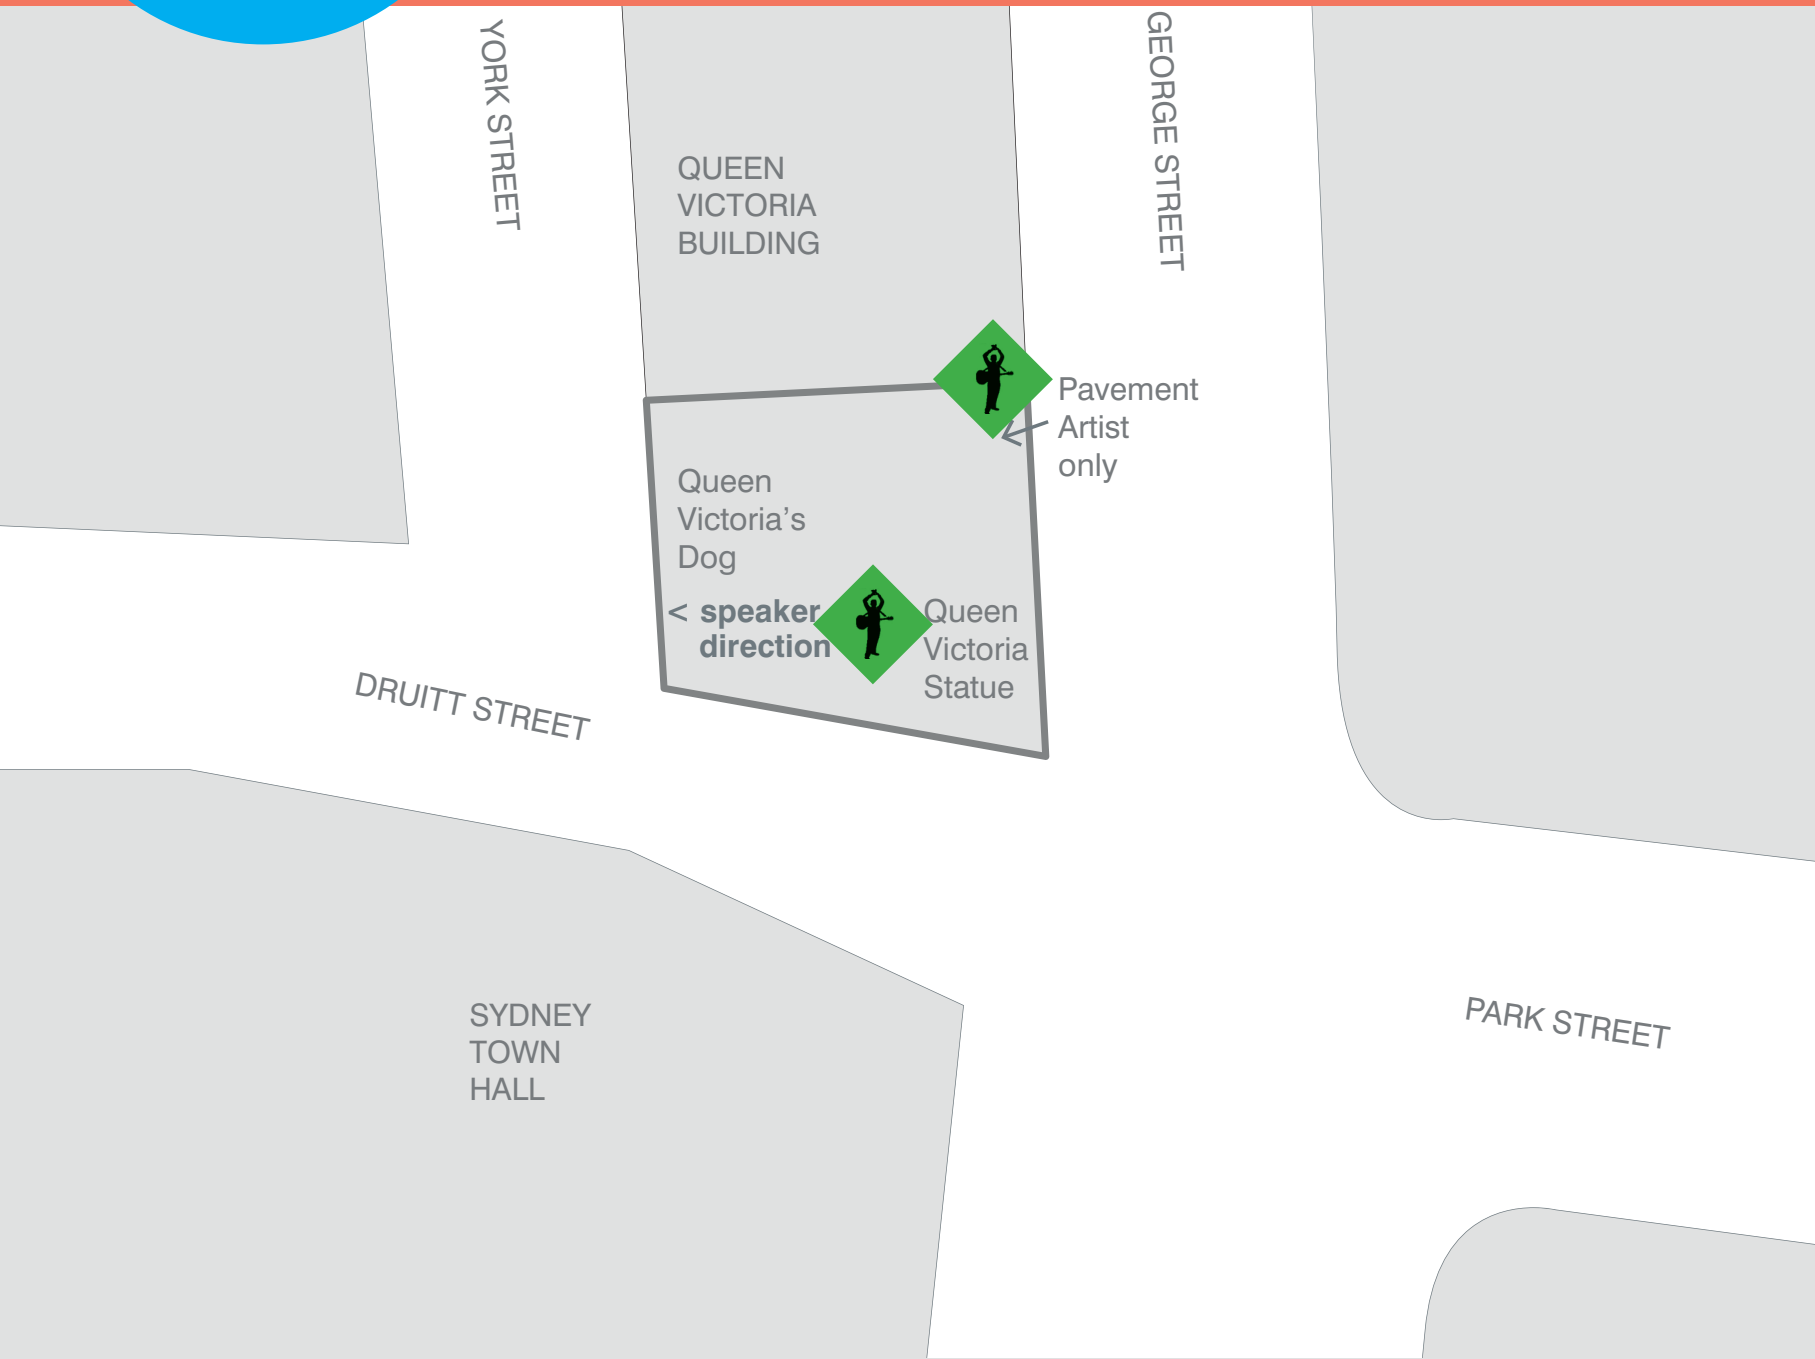 YORK STREET
GEORGE STREET
QUEEN
VICTORIA
BUILDING
Pavement
Artist
only
Queen
Victoria's
Dog
< speaker
direction
Queen
Victoria
Statue
DRUITT STREET
SYDNEY
TOWN
HALL
PARK STREET